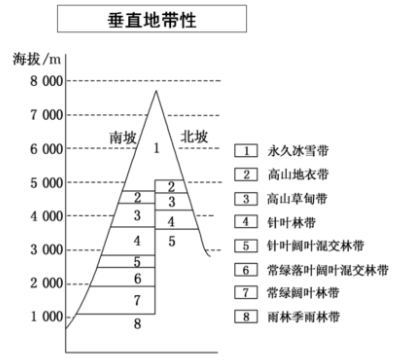 垂直地带性
海拔/m
8 000
7 000
南坡
北坡
6 000
1
1 永久冰雪带
2 高山地衣带
5 000
2
2
3 高山草甸带
3
4 000
3
4
4 针叶林带
4
5
5 针叶阔叶混交林带
3 000
5
6 常绿落叶阔叶混交林带
2 000
6
7
7 常绿阔叶林带
1 000
8
8 雨林季雨林带